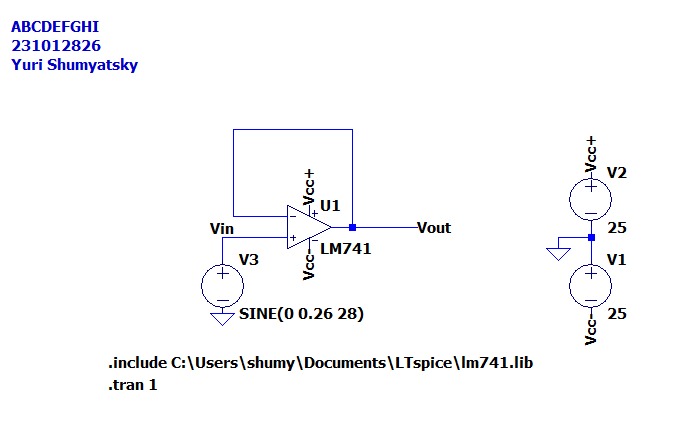 ABCDEFGHI
231012826
Yuri Shumyatsky
Vcc+
V2
25
V1
25
Vcc-
Vcc+
U1
Vin
Vout
LM741
Vcc-
V3
SINE(0 0.26 28)
.include C:\Users\shumy\Documents\LTspice\lm741.lib
.tran 1